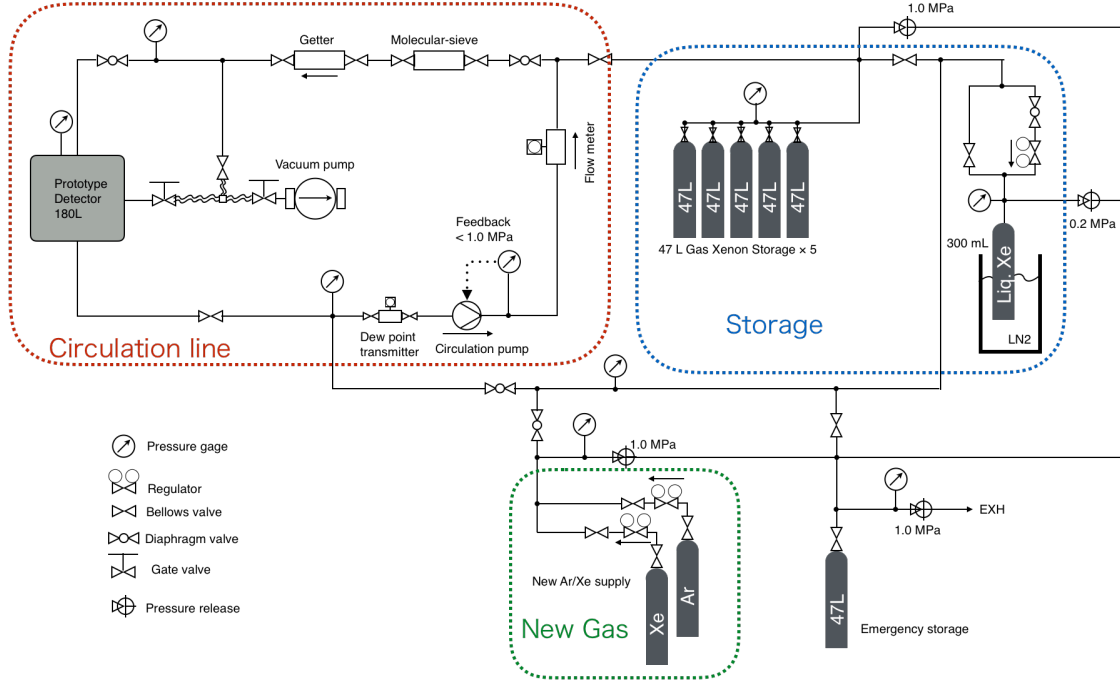 1.0 MPa
Getter
Molecular-sieve
Flow meter
Vacuum pump
Prototype
Detector
180L
Feedback
< 1.0 MPa
Dew point
transmitter
Circulation pump
Circulation line
47L
47L
47L
47L
47L
47 L Gas Xenon Storage × 5
Storage
300 mL
0.2 MPa
Liq. Xe
LN2
Pressure gage
Regulator
Bellows valve
Diaphragm valve
Gate valve
Pressure release
1.0 MPa
New Ar/Xe supply
Xe
Ar
New Gas
EXH
1.0 MPa
47L
Emergency storage